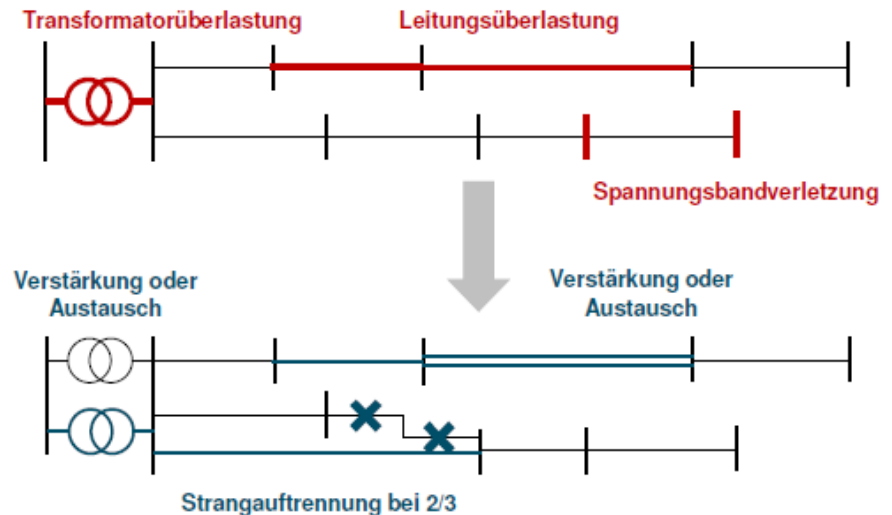 Transformatorüberlastung
Leitungsüberlastung
Spannungsbandverletzung
Verstärkung oder
Austausch
Verstärkung oder
Austausch
Strangauftrennung bei 2/3